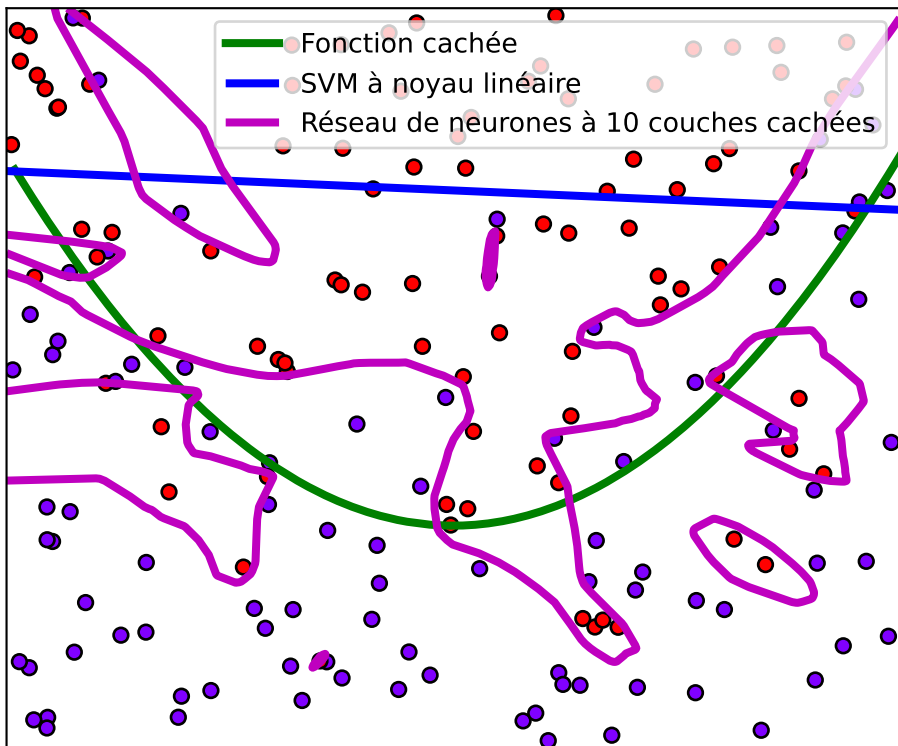 Fonction cachée
SVM à noyau linéaire
Réseau de neurones à 10 couches cachées